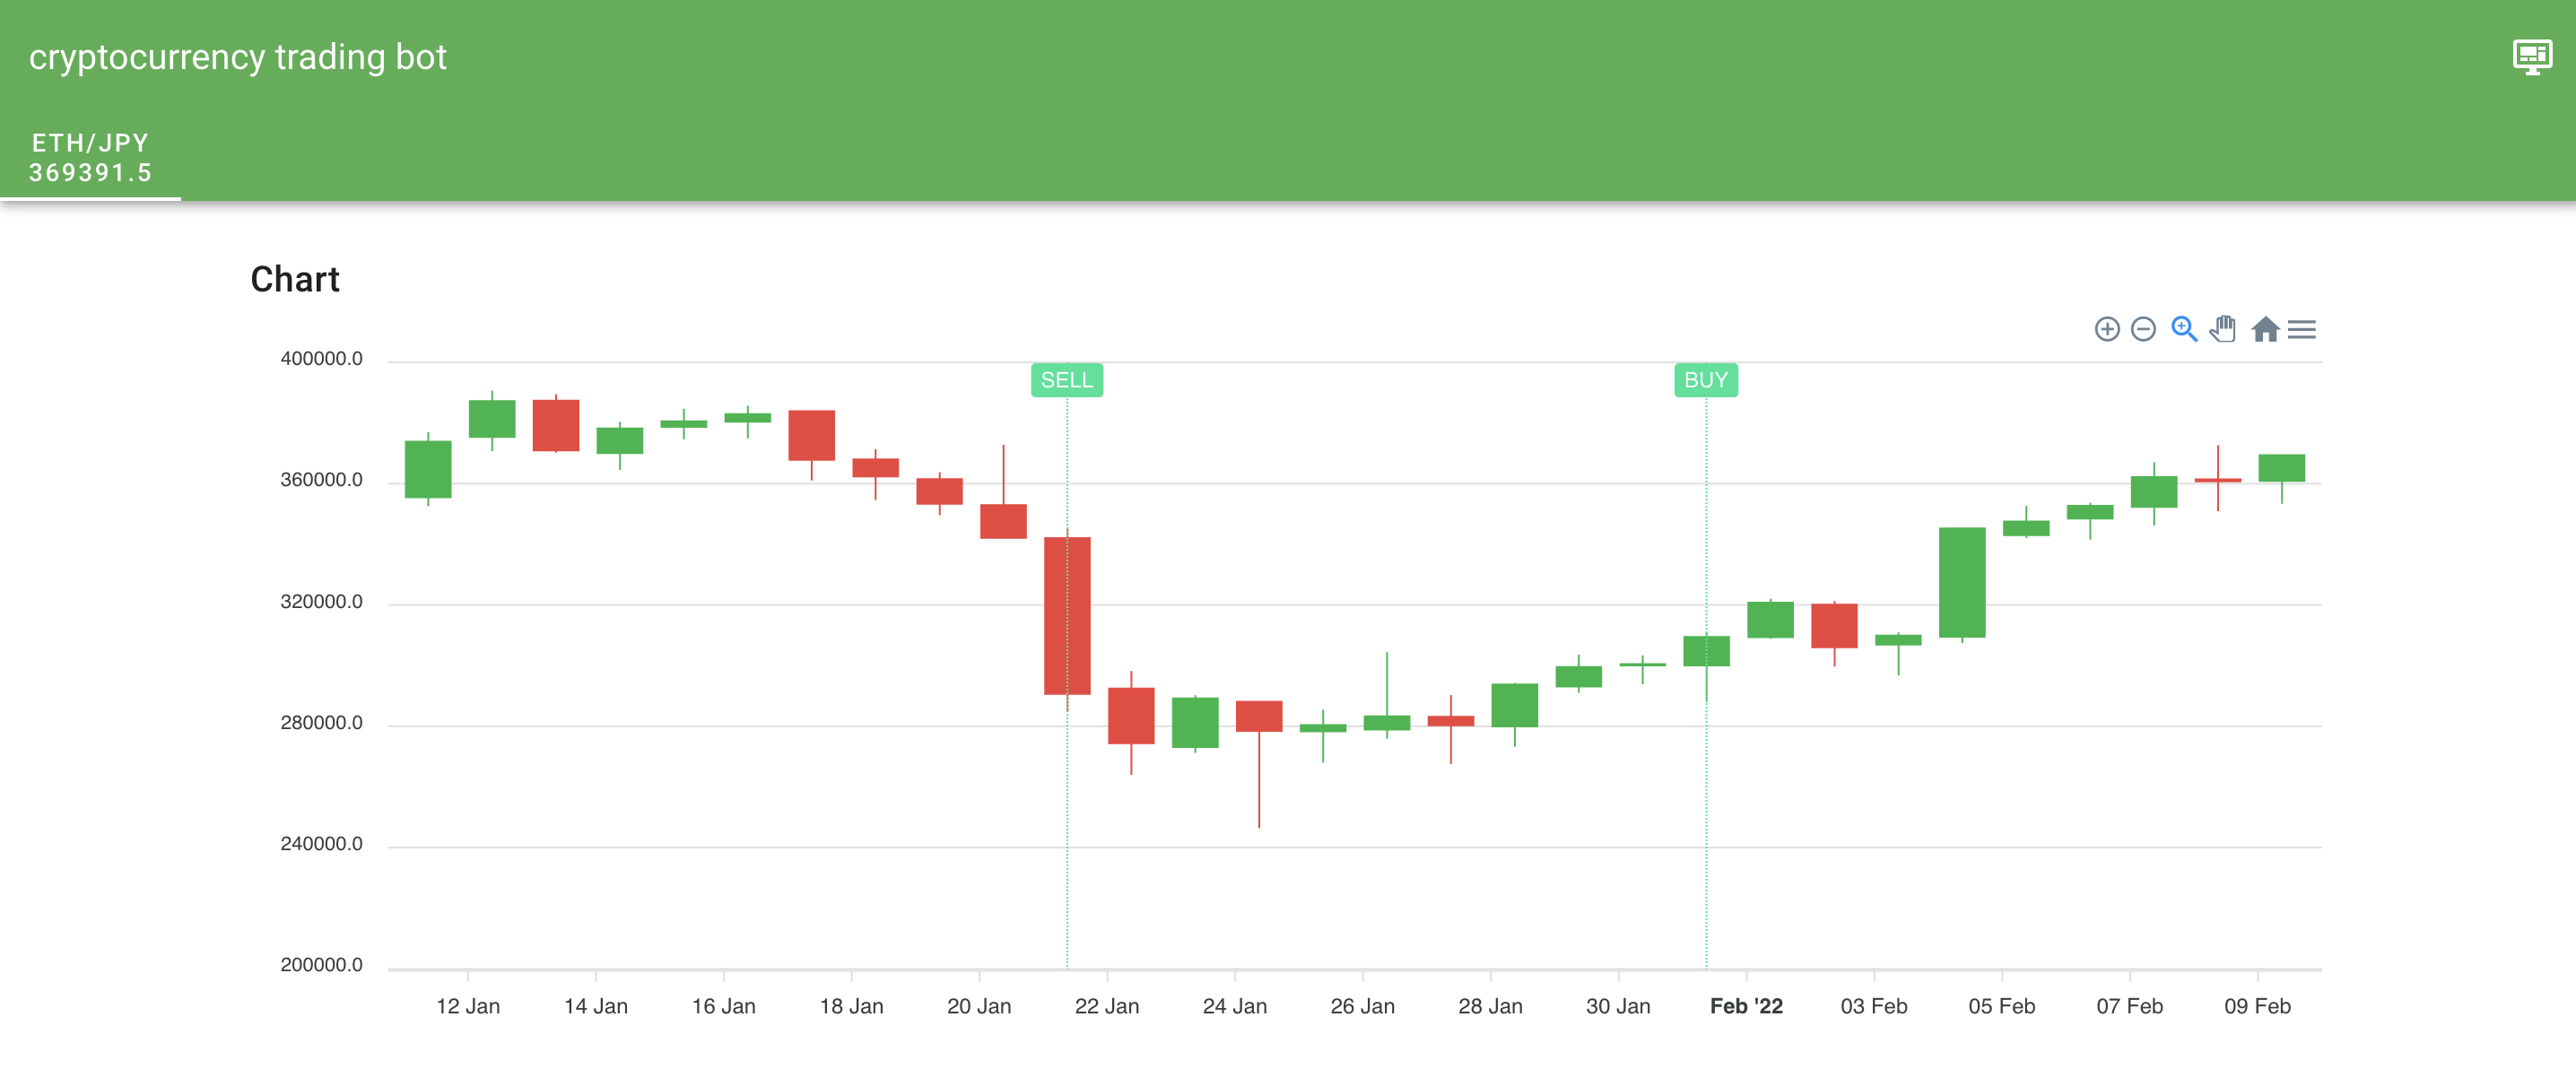 cryptocurrency trading bot
ETH/JPY
369391.5
Chart
400000.0
SELL
BUY
360000.0
320000.0
280000.0
240000.0
200000.0
12 Jan 14 Jan 16 Jan 18 Jan 20 Jan 22 Jan 24 Jan 26 Jan 28 Jan 30 Jan Feb '22 03 Feb 05 Feb 07 Feb 09 Feb